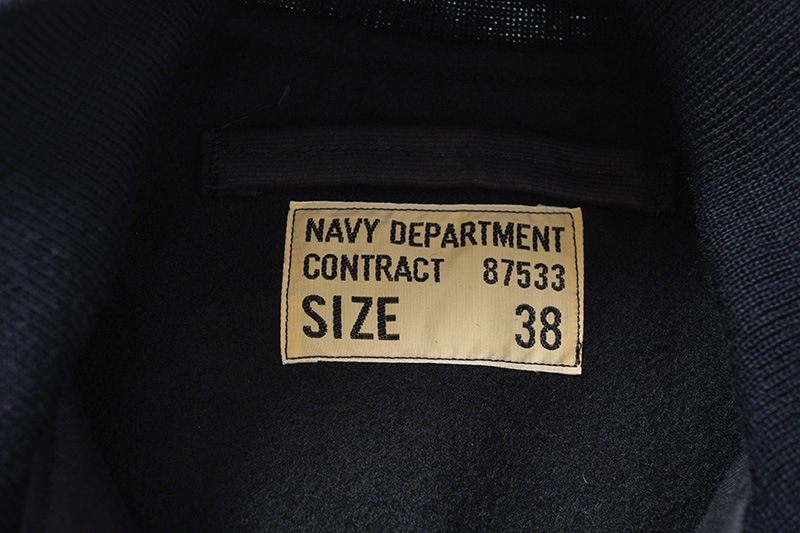 NAVY DEPARTMENT
CONTRACT 87533
SIZE 38